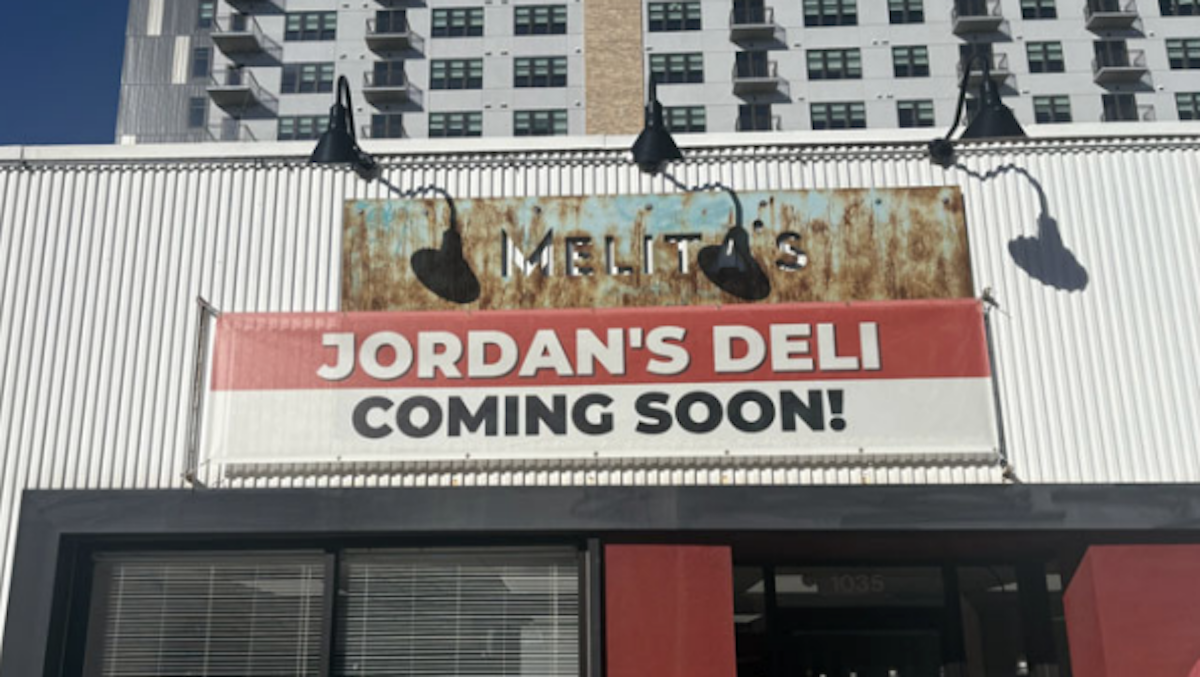 MELITA'S
JORDAN'S DELI
COMING SOON!
1035